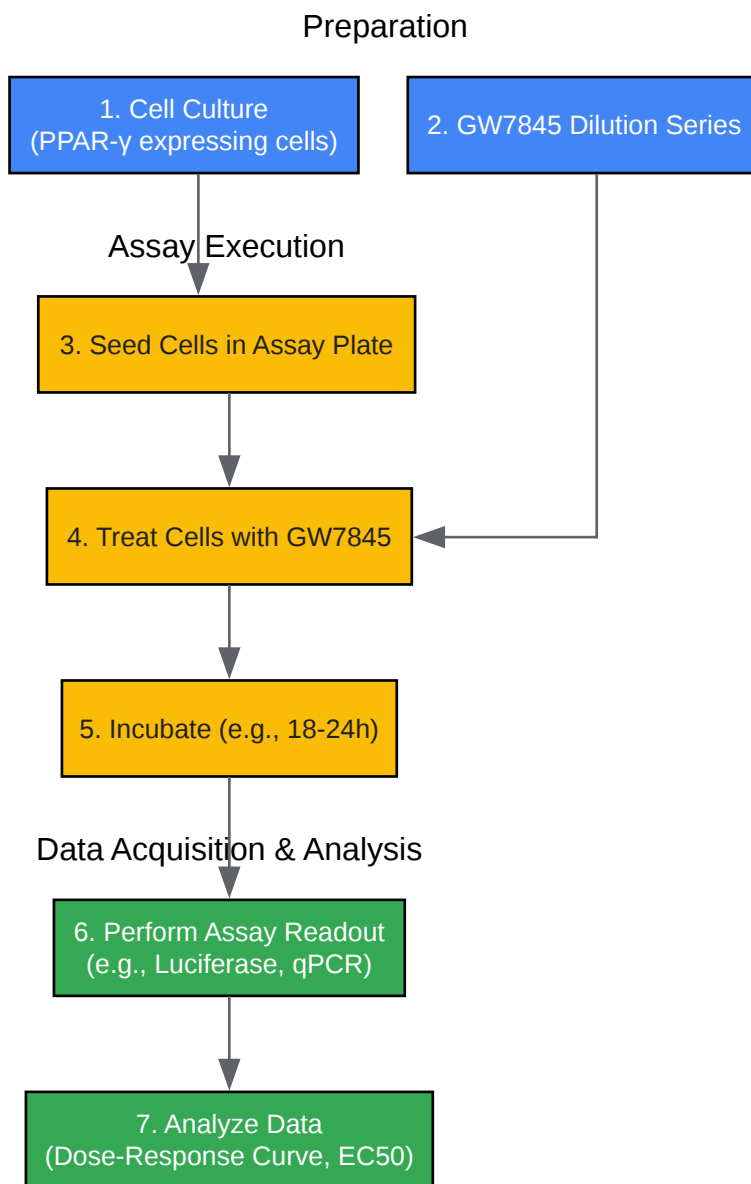 Preparation
1. Cell Culture
(PPAR-γ expressing cells)
2. GW7845 Dilution Series
Assay Execution
3. Seed Cells in Assay Plate
4. Treat Cells with GW7845
5. Incubate (e.g., 18-24h)
Data Acquisition & Analysis
6. Perform Assay Readout
(e.g., Luciferase, qPCR)
7. Analyze Data
(Dose-Response Curve, EC50)